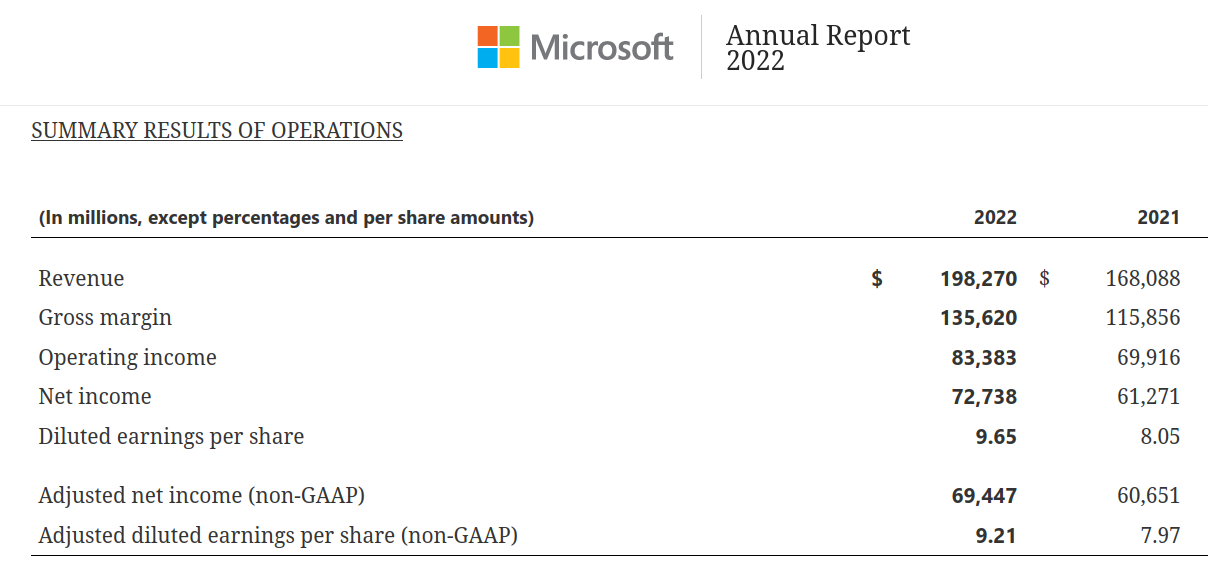 Microsoft
Annual Report
2022
SUMMARY RESULTS OF OPERATIONS
(In millions, except percentages and per share amounts) 2022 2021
Revenue $ 198,270 $ 168,088
Gross margin 135,620 115,856
Operating income 83,383 69,916
Net income 72,738 61,271
Diluted earnings per share 9.65 8.05
Adjusted net income (non-GAAP) 69,447 60,651
Adjusted diluted earnings per share (non-GAAP) 9.21 7.97